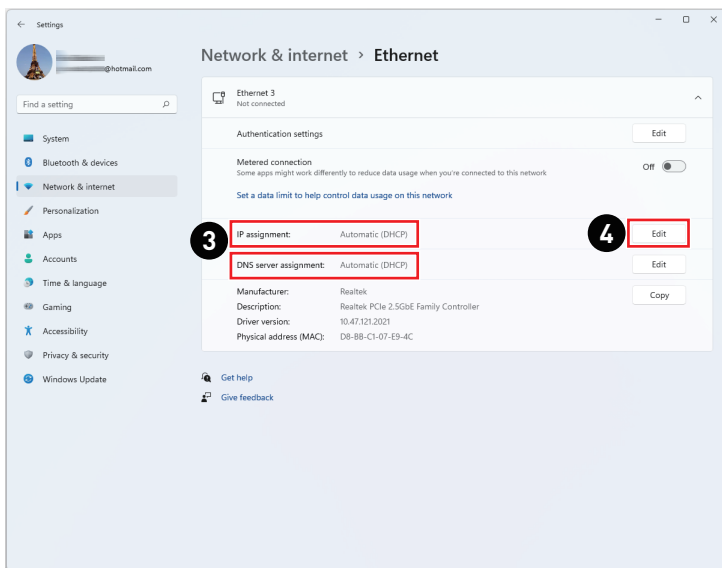 Settings
@hotmail.com
Find a setting
System
Bluetooth & devices
Network & internet
Personalization
Apps
Accounts
Time & language
Gaming
Accessibility
Privacy & security
Windows Update
Network & internet > Ethernet
Ethernet 3
Not connected
Authentication settings Edit
Metered connection
Some apps might work differently to reduce data usage when you're connected to this network
Off
Set a data limit to help control data usage on this network
3 IP assignment: Automatic (DHCP) 4 Edit
DNS server assignment: Automatic (DHCP) Edit
Manufacturer: Realtek Copy
Description: Realtek PCIe 2.5GbE Family Controller
Driver version: 10.47.121.2021
Physical address (MAC): D8-BB-C1-07-E9-4C
Get help
Give feedback